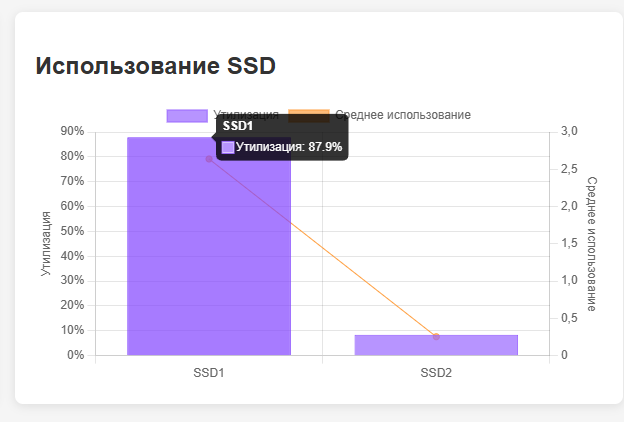 Использование SSD
Утилизация Среднее использование
SSD1
Утилизация: 87.9%
90%
80%
70%
60%
50%
40%
30%
20%
10%
0%
Утилизация
3,0
2,5
2,0
1,5
1,0
0,5
0
Среднее использование
SSD1 SSD2